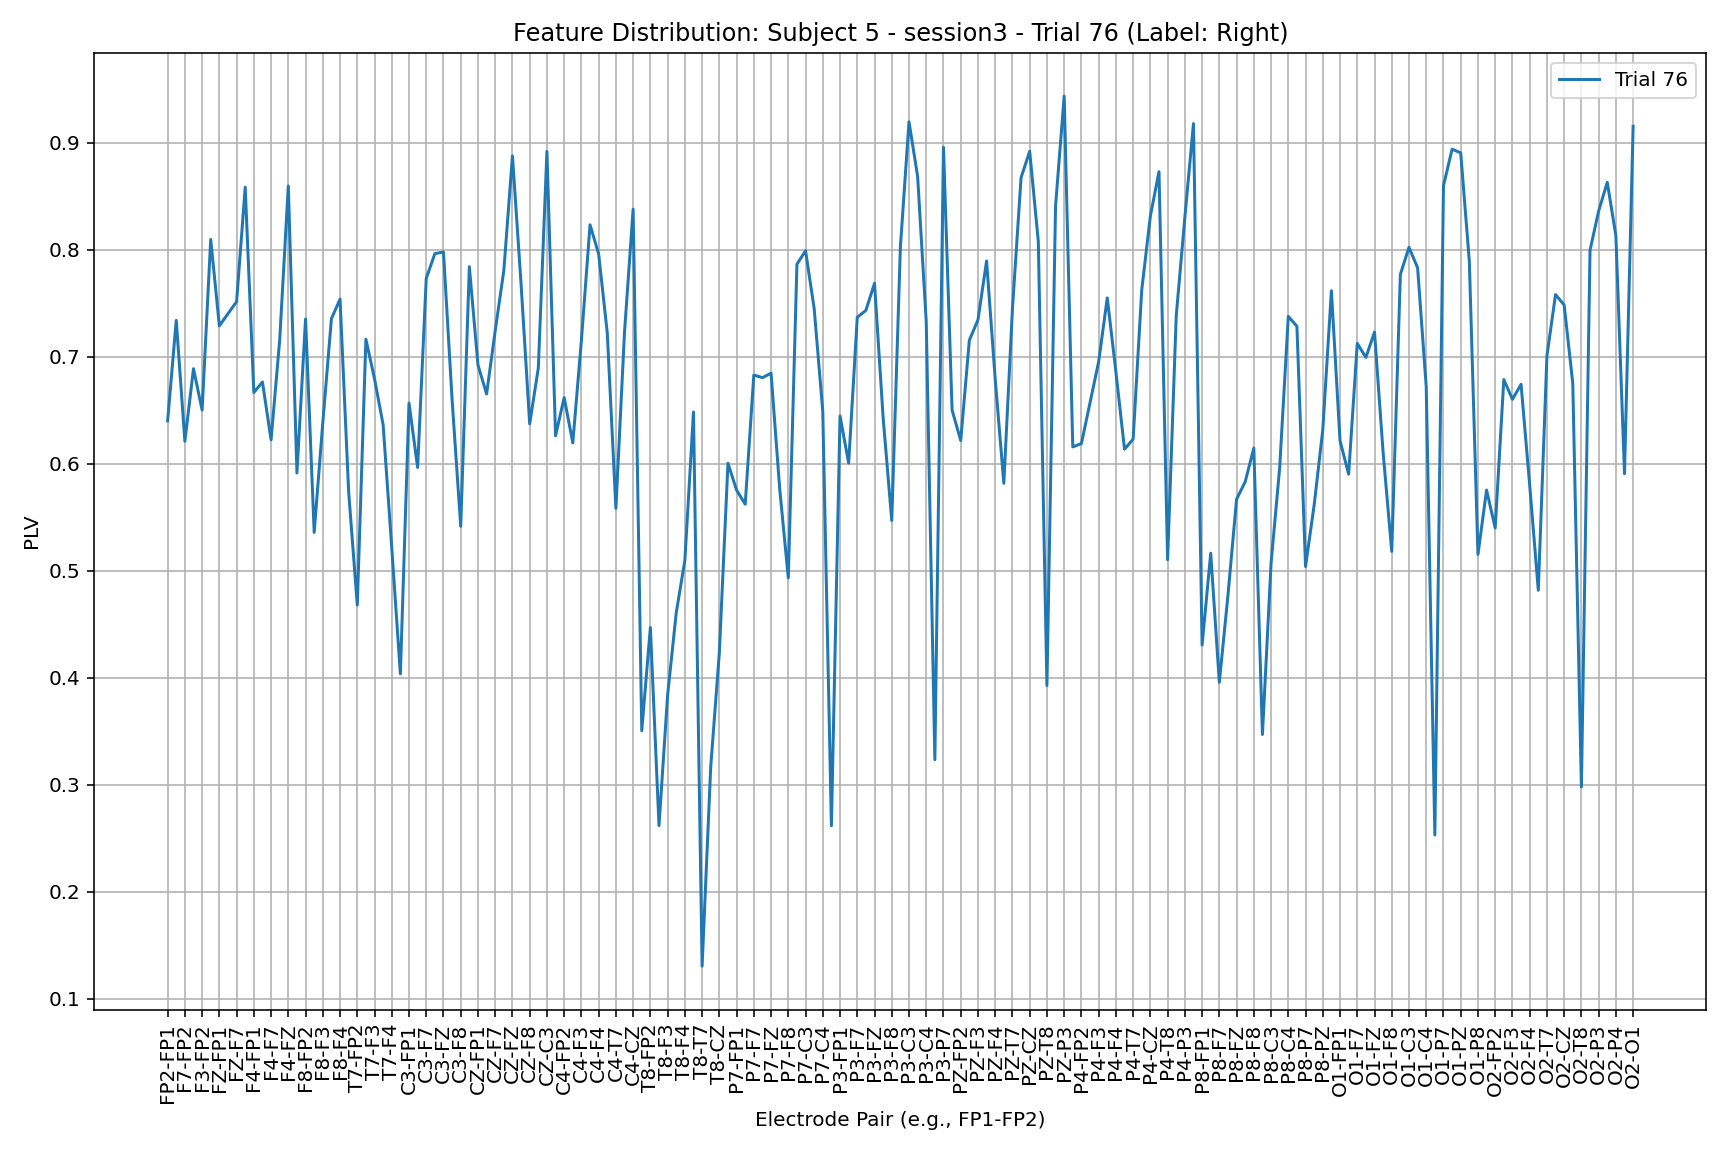 Feature Distribution: Subject 5 - session3 - Trial 76 (Label: Right)
Trial 76
PLV
0.9
0.8
0.7
0.6
0.5
0.4
0.3
0.2
0.1
FP2-FP1
F7-FP2
F3-FP2
FZ-FP1
FZ-F7
F4-FP1
F4-F7
F4-FZ
F8-FP2
F8-F3
F8-F4
T7-FP2
T7-F3
T7-F4
C3-FP1
C3-F7
C3-FZ
C3-F8
CZ-FP1
CZ-F7
CZ-FZ
CZ-F8
CZ-C3
C4-FP2
C4-F3
C4-F4
C4-T7
C4-CZ
T8-FP2
T8-F3
T8-F4
T8-T7
T8-CZ
P7-FP1
P7-F7
P7-FZ
P7-F8
P7-C3
P7-C4
P3-FP1
P3-F7
P3-FZ
P3-F8
P3-C3
P3-C4
P3-P7
PZ-FP2
PZ-F3
PZ-F4
PZ-T7
PZ-CZ
PZ-T8
PZ-P3
P4-FP2
P4-F3
P4-F4
P4-T7
P4-CZ
P4-T8
P4-P3
P8-FP1
P8-F7
P8-FZ
P8-F8
P8-C3
P8-C4
P8-P7
P8-PZ
O1-FP1
O1-F7
O1-FZ
O1-F8
O1-C3
O1-C4
O1-P7
O1-PZ
O1-P8
O2-FP2
O2-F3
O2-F4
O2-T7
O2-CZ
O2-T8
O2-P3
O2-P4
O2-O1
Electrode Pair (e.g., FP1-FP2)